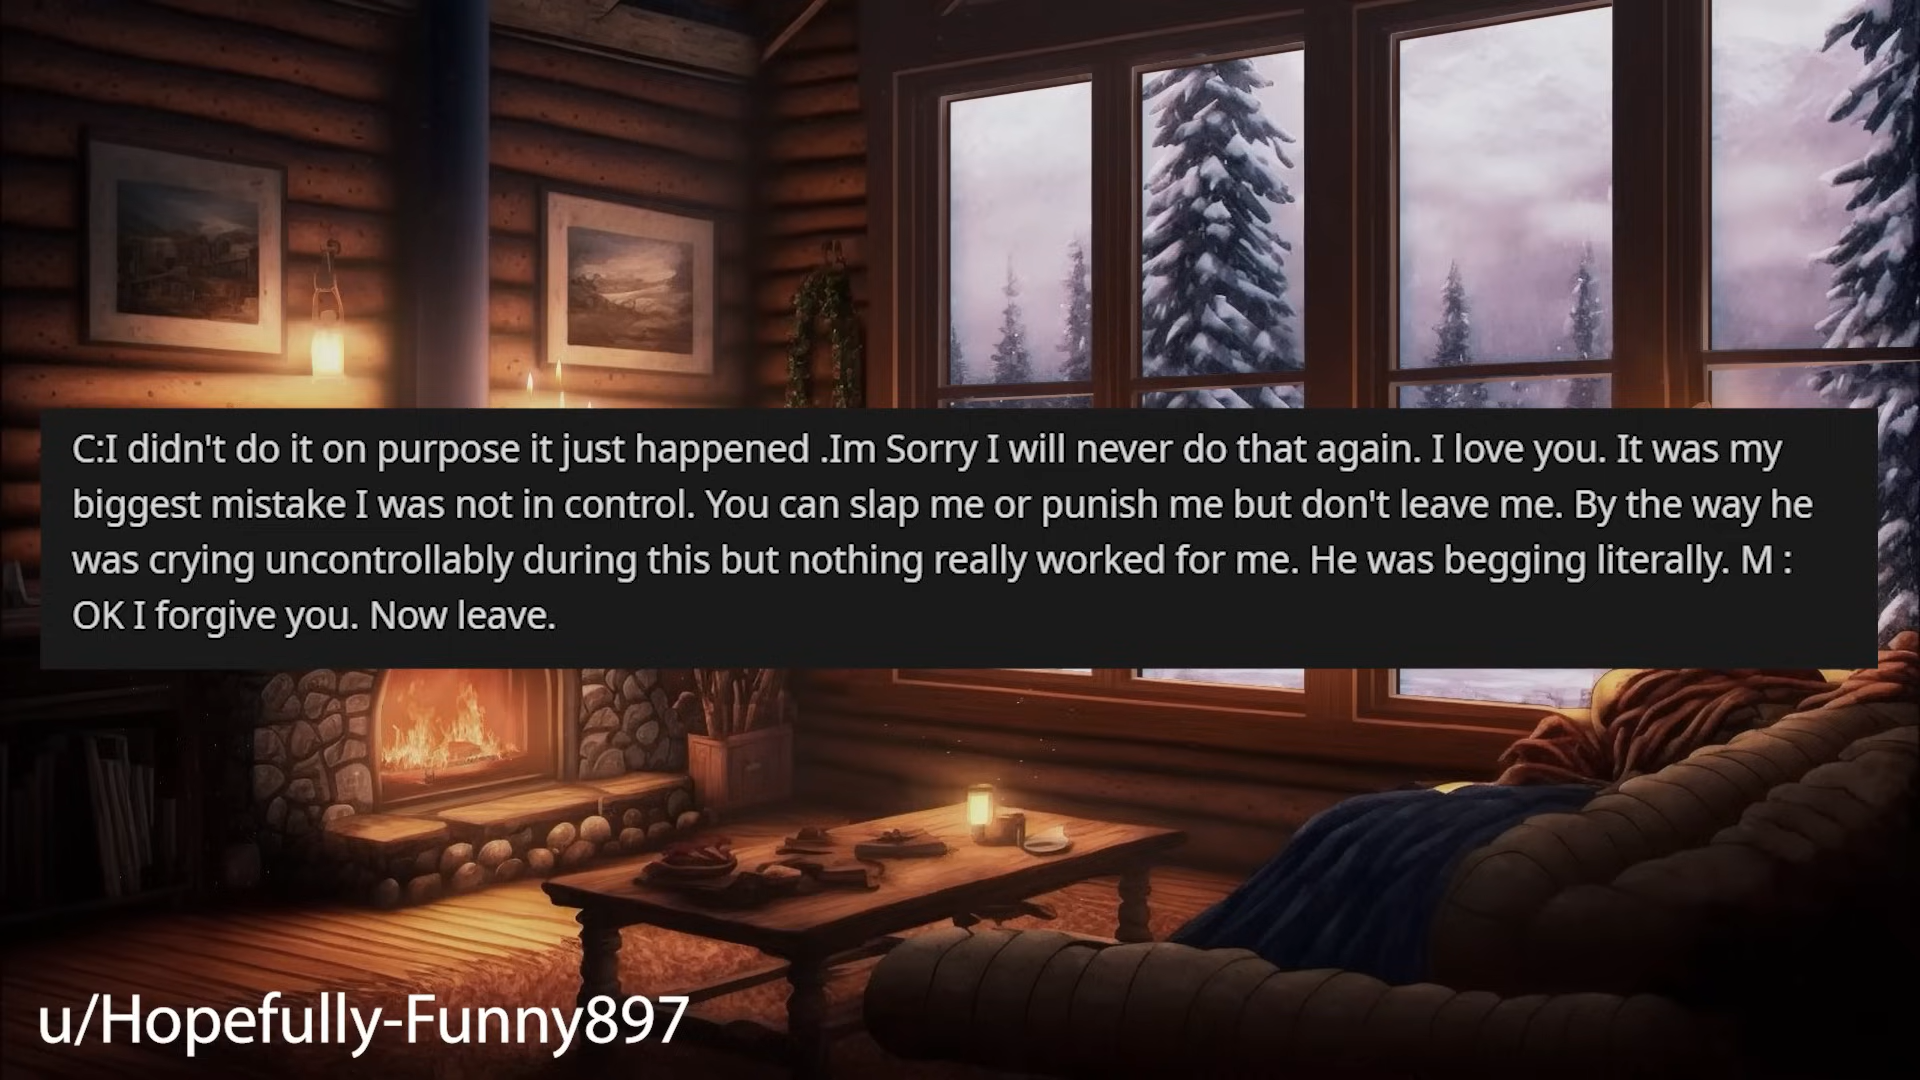 C:I didn't do it on purpose it just happened .Im Sorry I will never do that again. I love you. It was my
biggest mistake I was not in control. You can slap me or punish me but don't leave me. By the way he
was crying uncontrollably during this but nothing really worked for me. He was begging literally. M :
OK I forgive you. Now leave.
u/Hopefully-Funny897